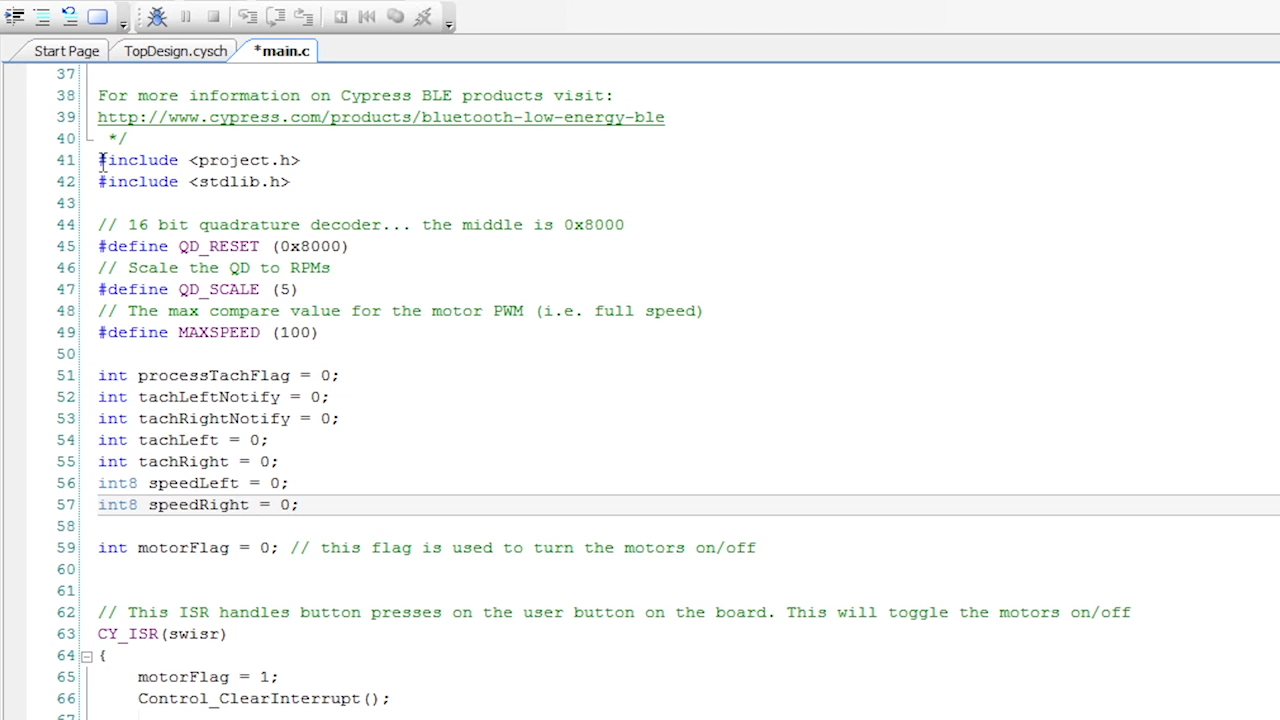 Start Page TopDesign.cysch *main.c
37
38 For more information on Cypress BLE products visit:
39 http://www.cypress.com/products/bluetooth-low-energy-ble
40 */
41 #include <project.h>
42 #include <stdlib.h>
43
44 // 16 bit quadrature decoder... the middle is 0x8000
45 #define QD_RESET (0x8000)
46 // Scale the QD to RPMs
47 #define QD_SCALE (5)
48 // The max compare value for the motor PWM (i.e. full speed)
49 #define MAXSPEED (100)
50
51 int processTachFlag = 0;
52 int tachLeftNotify = 0;
53 int tachRightNotify = 0;
54 int tachLeft = 0;
55 int tachRight = 0;
56 int8 speedLeft = 0;
57 int8 speedRight = 0;
58
59 int motorFlag = 0; // this flag is used to turn the motors on/off
60
61
62 // This ISR handles button presses on the user button on the board. This will toggle the motors on/off
63 CY_ISR(swisr)
64 {
65 motorFlag = 1;
66 Control_ClearInterrupt();
67